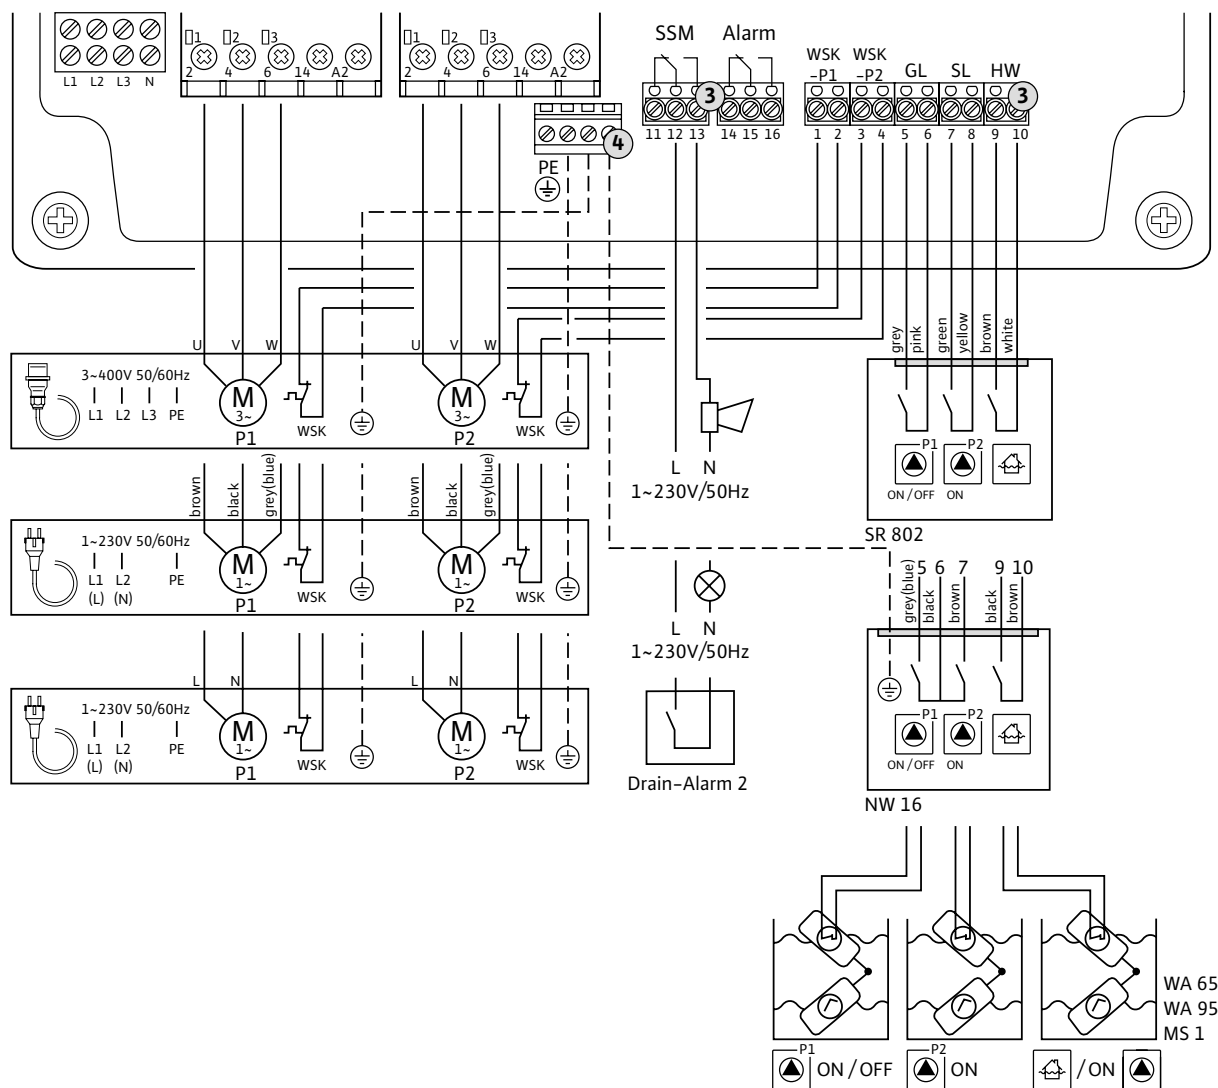 SSM Alarm
WSK -P1 WSK -P2 GL SL HW
L1 L2 L3 N
1 2 3
2 4 6 14 A2
1 2 3
2 4 6 14 A2
3 3
11 12 13 14 15 16
1 2 3 4 5 6 7 8 9 10
4
PE
grey pink green yellow brown white
U V W U V W
3~400V 50/60Hz
L1 L2 L3 PE
M 3~ P1 WSK
M 3~ P2 WSK
P1 P2
ON/OFF ON
SR 802
L N
1~230V/50Hz
brown black grey(blue)
brown black grey(blue)
1~230V 50/60Hz
L1 L2 PE
(L) (N)
M 1~ P1 WSK
M 1~ P2 WSK
5 6 7 9 10
grey(blue) black brown black brown
L N
1~230V/50Hz
L N L N
1~230V 50/60Hz
L1 L2 PE
(L) (N)
M 1~ P1 WSK
M 1~ P2 WSK
Drain-Alarm 2
P1 P2
ON/OFF ON
NW 16
WA 65
WA 95
MS 1
P1 ON/OFF P2 ON /ON